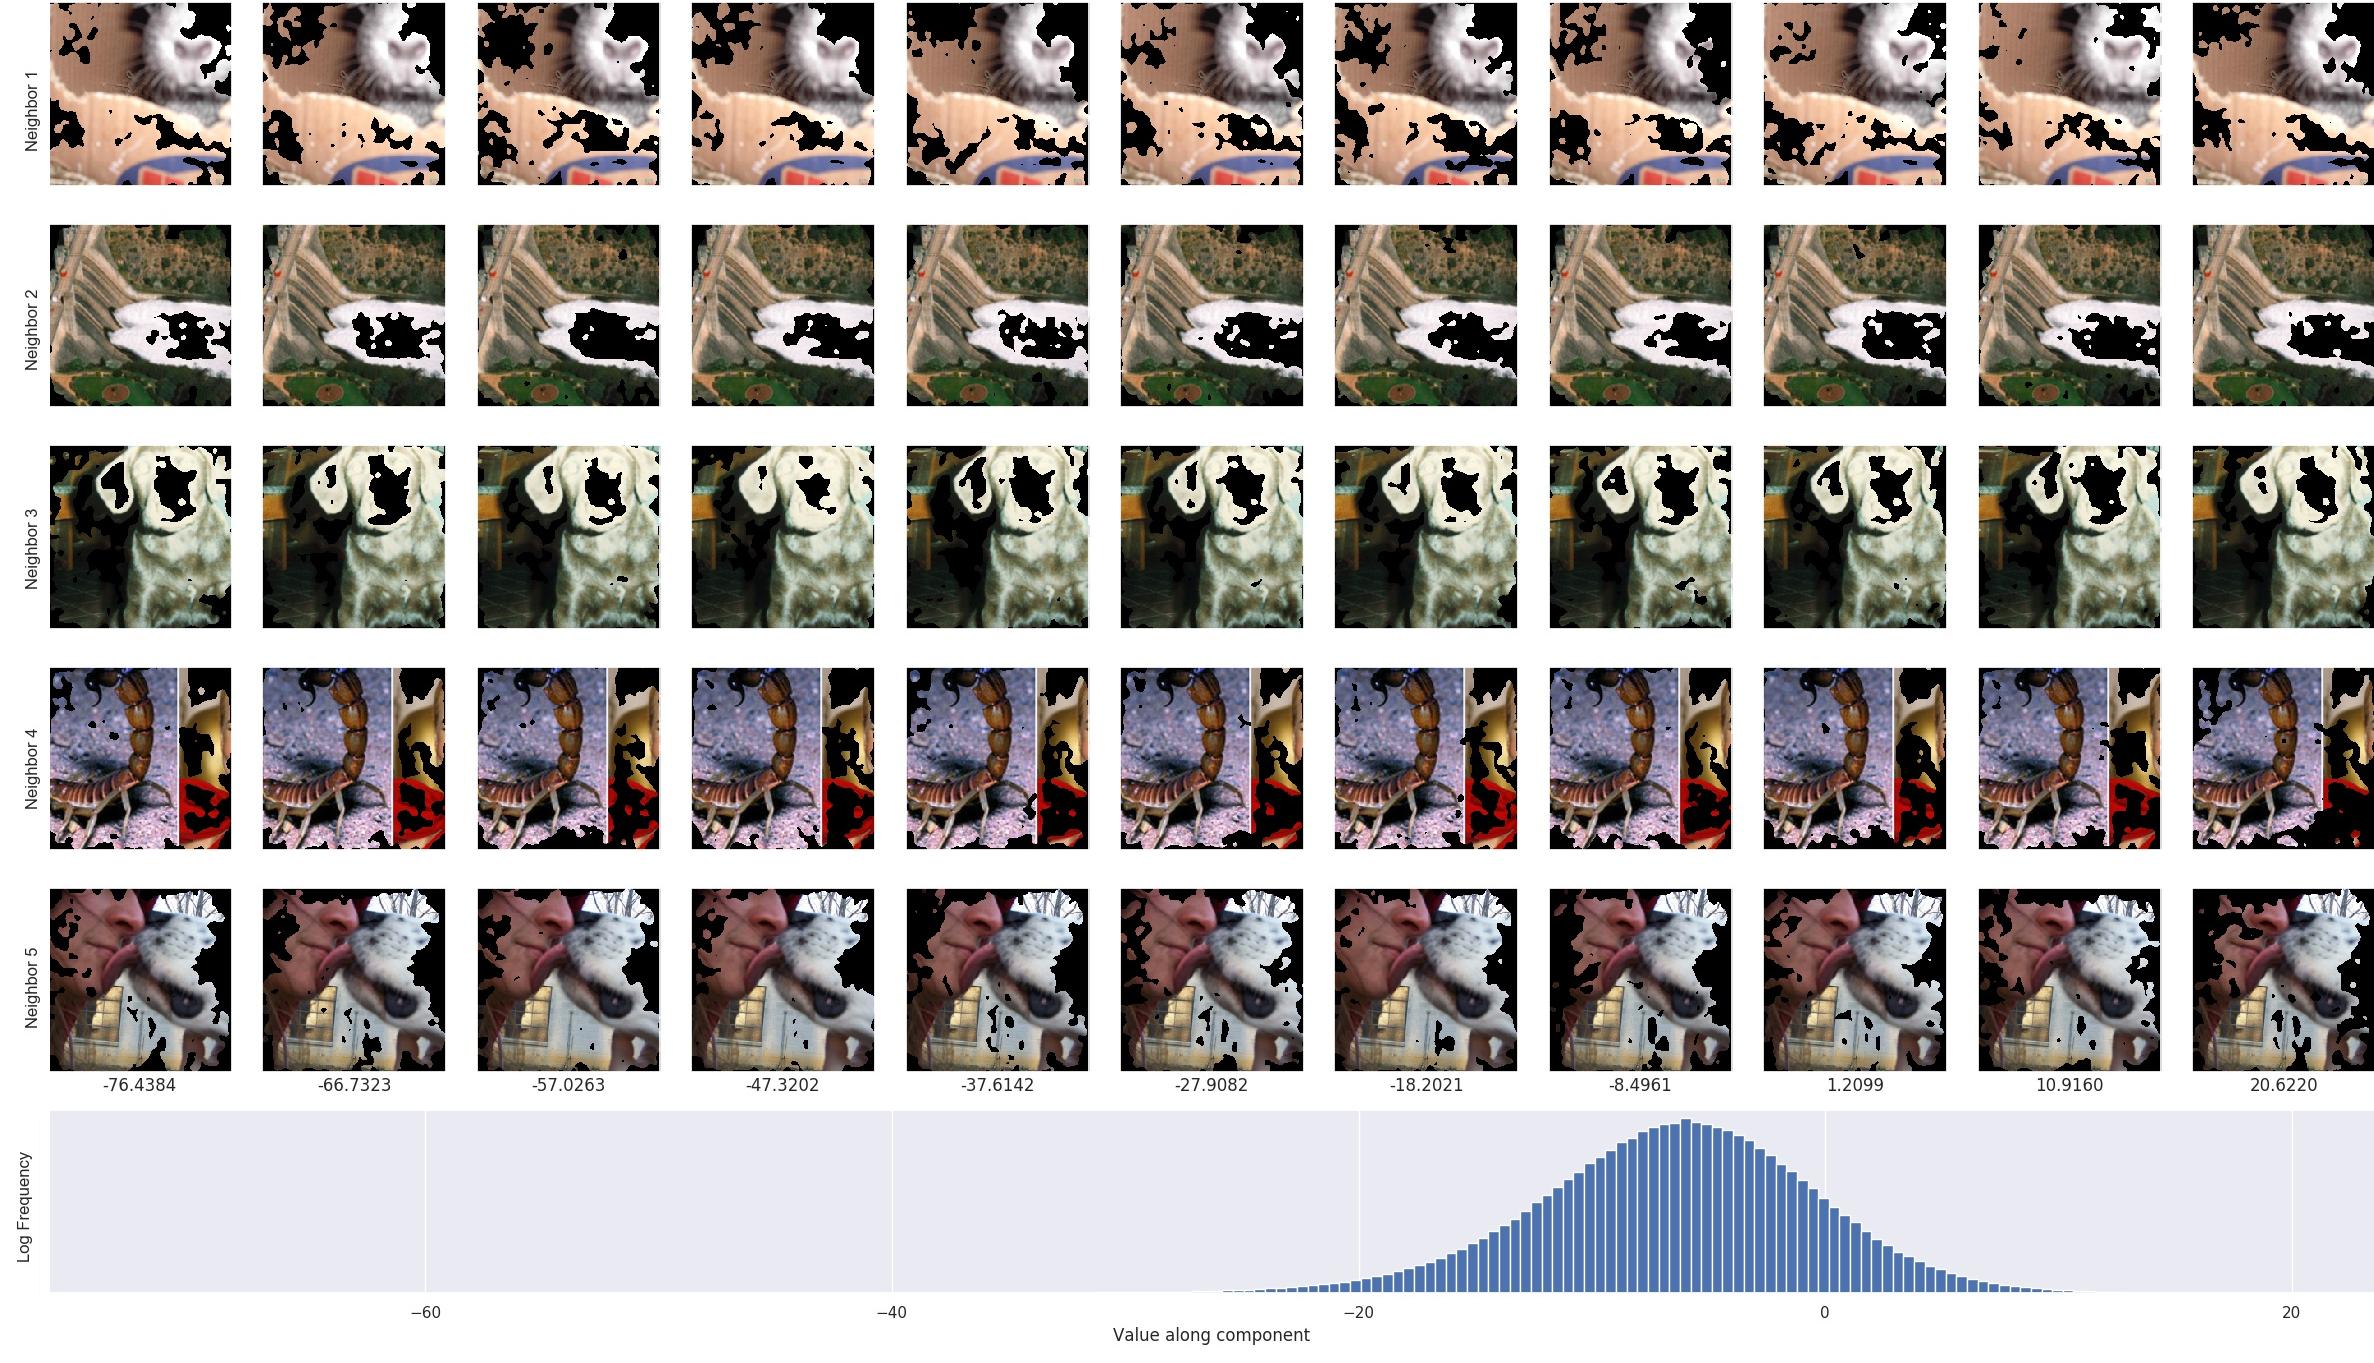 Neighbor 1
Neighbor 2
Neighbor 3
Neighbor 4
Neighbor 5
-76.4384 -66.7323 -57.0263 -47.3202 -37.6142 -27.9082 -18.2021 -8.4961 1.2099 10.9160 20.6220
Log Frequency
−60 −40 −20 0 20
Value along component